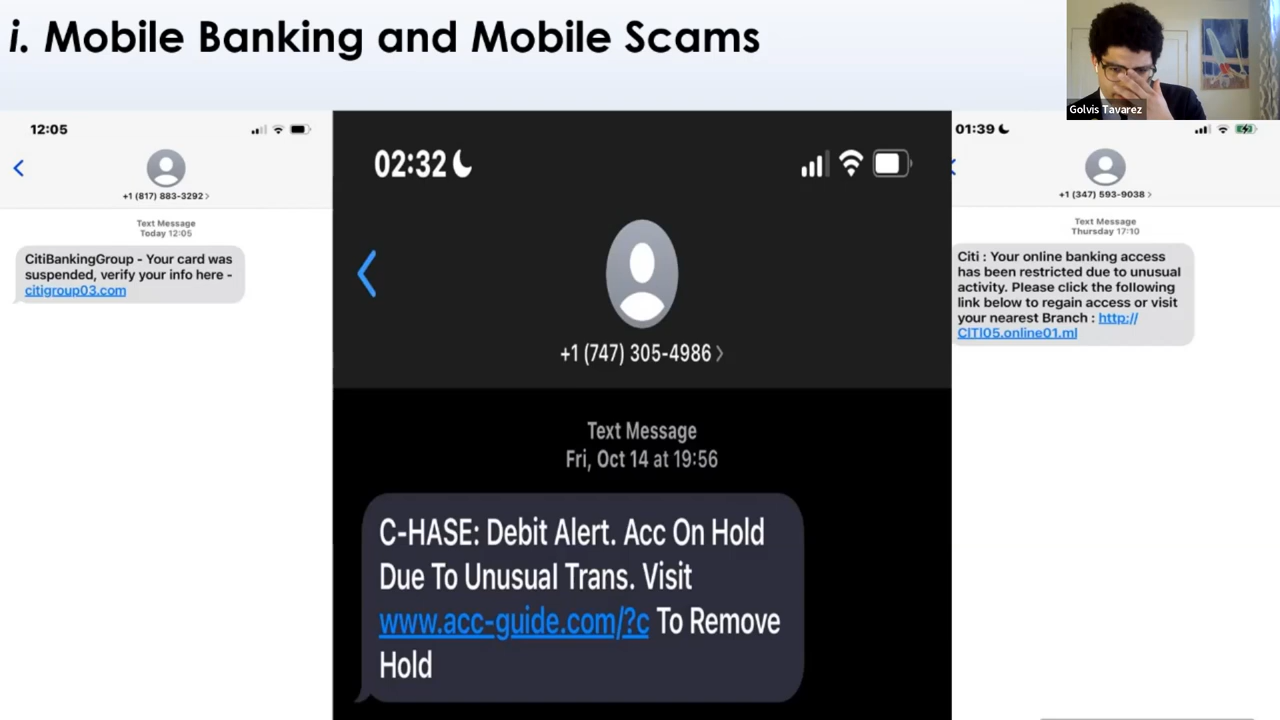 i. Mobile Banking and Mobile Scams
Golvis Tavarez
12:05
+1 (817) 883-3292
Text Message
Today 12:05
CitiBankingGroup - Your card was
suspended, verify your info here -
citigroup03.com
02:32
+1 (747) 305-4986
Text Message
Fri, Oct 14 at 19:56
C-HASE: Debit Alert. Acc On Hold
Due To Unusual Trans. Visit
www.acc-guide.com/?c To Remove
Hold
01:39
+1 (347) 593-9038
Text Message
Thursday 17:10
Citi : Your online banking access
has been restricted due to unusual
activity. Please click the following
link below to regain access or visit
your nearest Branch : http://
CITI05.online01.ml